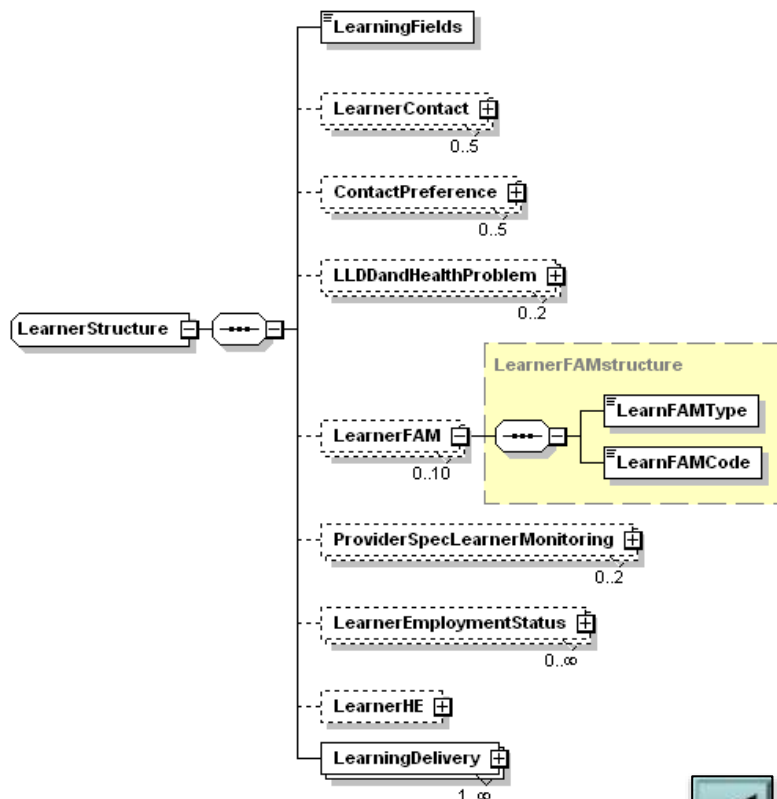 LearningFields
LearnerContact
0..5
ContactPreference
0..5
LLDDandHealthProblem
0..2
LearnerStructure
LearnerFAMstructure
LearnFAMType
LearnerFAM
0..10
LearnFAMCode
ProviderSpecLearnerMonitoring
0..2
LearnerEmploymentStatus
0..∞
LearnerHE
LearningDelivery
1..∞